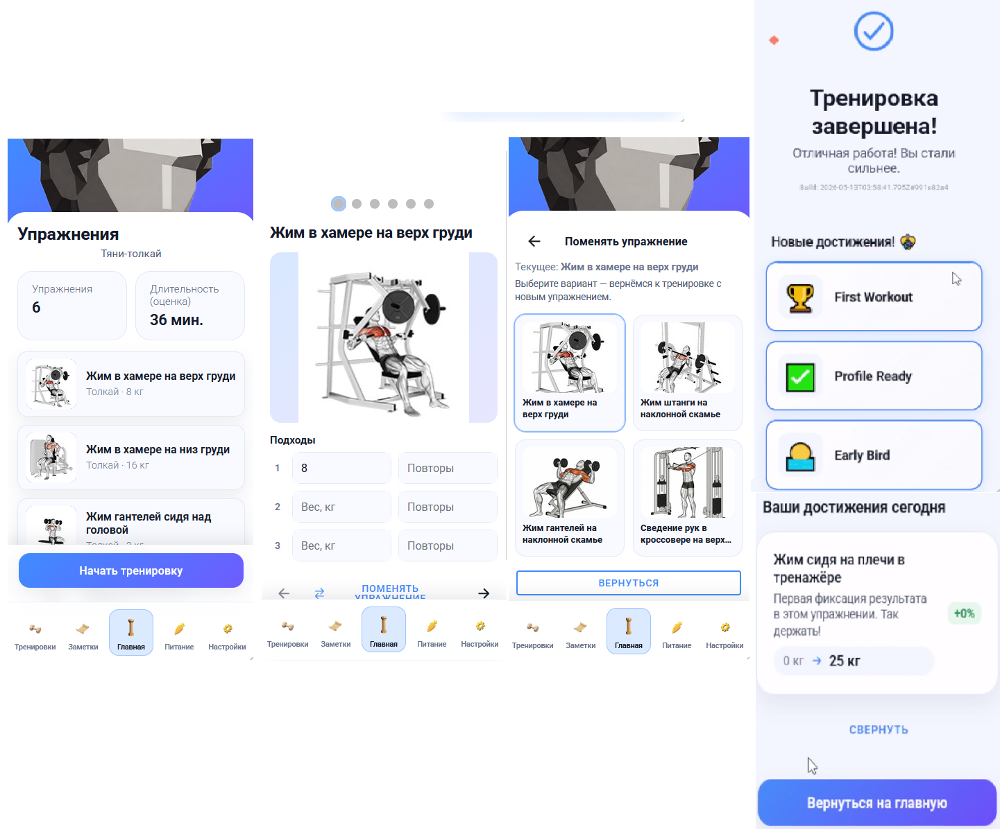 Упражнения
Тяни-толкай
Упражнения
6
Длительность
(оценка)
36 мин.
Жим в хамере на верх груди
Толкай · 8 кг
Жим в хамере на низ груди
Толкай · 16 кг
Жим гантелей сидя над
головой
Начать тренировку
Тренировки
Заметки
Главная
Питание
Настройки
Жим в хамере на верх груди
Подходы
1 8 Повторы
2 Вес, кг Повторы
3 Вес, кг Повторы
ПОМЕНЯТЬ
УПРАЖНЕНИЕ
Тренировки
Заметки
Главная
Питание
Настройки
Поменять упражнение
Текущее: Жим в хамере на верх груди
Выберите вариант — вернёмся к тренировке с
новым упражнением.
Жим в хамере на
верх груди
Жим штанги на
наклонной скамье
Жим гантелей на
наклонной скамье
Сведение рук в
кроссовере на верх...
ВЕРНУТЬСЯ
Тренировки
Заметки
Главная
Питание
Настройки
Тренировка
завершена!
Отличная работа! Вы стали
сильнее.
Build: 2026-05-13T03:58:41.795Z#991e82a4
Новые достижения!
First Workout
Profile Ready
Early Bird
Ваши достижения сегодня
Жим сидя на плечи в
тренажёре
Первая фиксация результата
в этом упражнении. Так
держать!
+0%
0 кг → 25 кг
СВЕРНУТЬ
Вернуться на главную